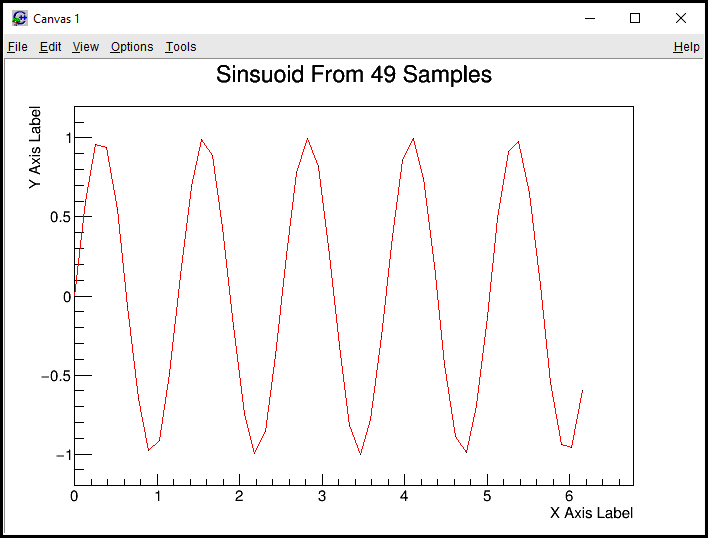 Canvas 1
File Edit View Options Tools Help
Sinsuoid From 49 Samples
Y Axis Label
1
0.5
0
−0.5
−1
0 1 2 3 4 5 6
X Axis Label